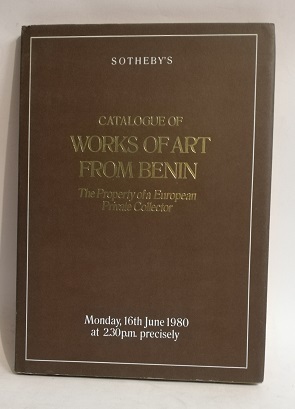 SOTHEBY'S
CATALOGUE OF
WORKS OF ART
FROM BENIN
The Property of a European
Private Collector
Monday, 16th June 1980
at 2.30p.m. precisely